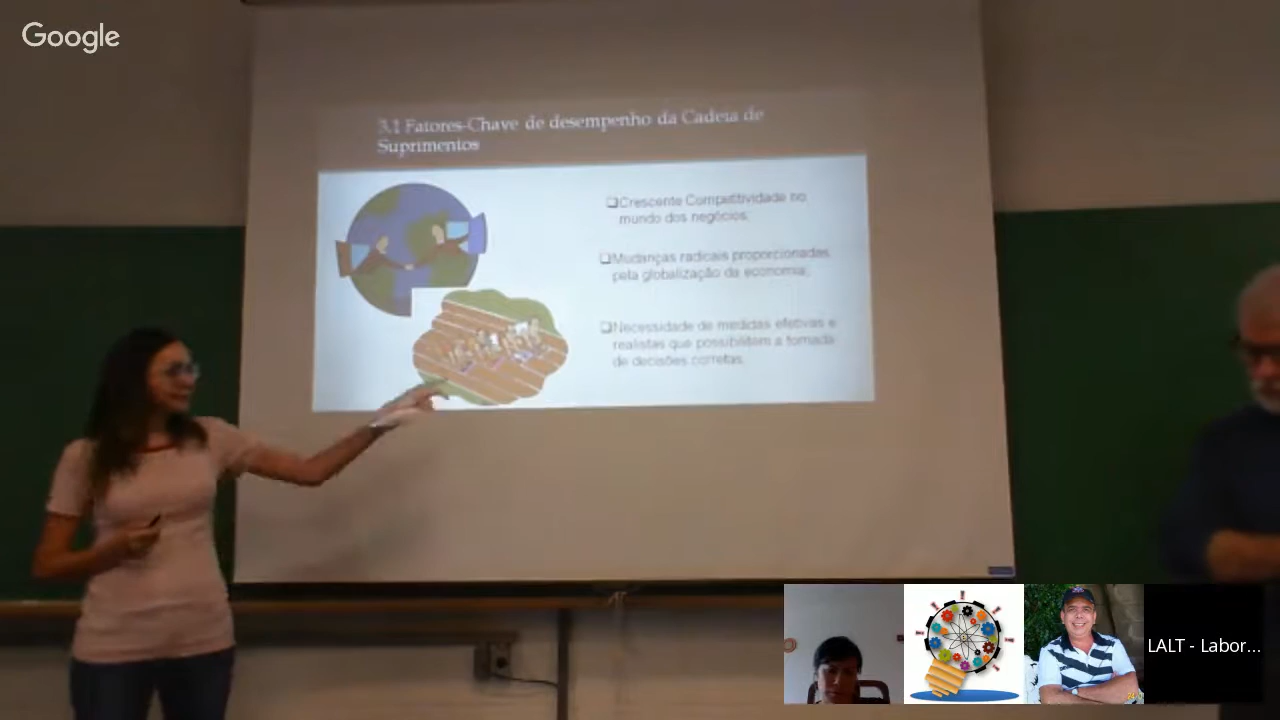 Google
3.1 Fatores-Chave de desempenho da Cadeia de
Suprimentos
Crescente Competitividade no
mundo dos negócios;
Mudanças radicais proporcionadas
pela globalização da economia;
Necessidade de medidas efetivas e
realistas que possibilitem a tomada
de decisões corretas.
LALT - Labor...